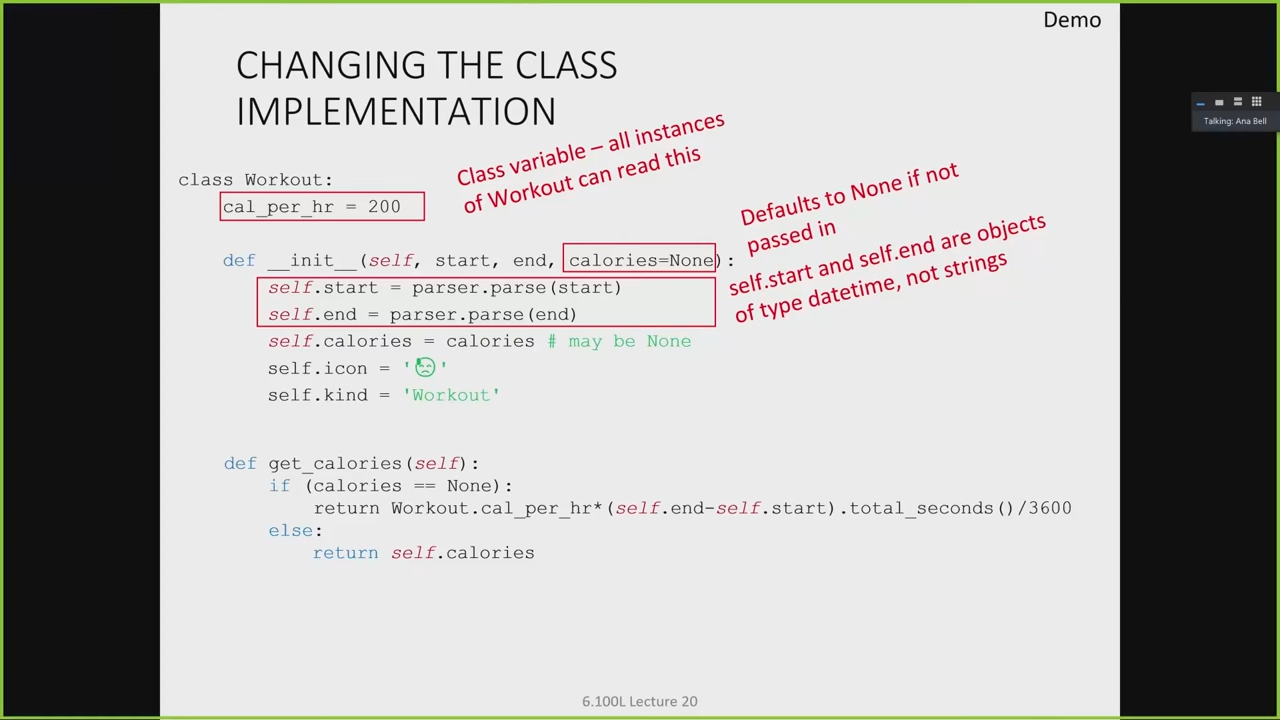 Demo
CHANGING THE CLASS
IMPLEMENTATION
Talking: Ana Bell
Class variable – all instances
of Workout can read this
class Workout:
cal_per_hr = 200
Defaults to None if not
passed in
def __init__(self, start, end, calories=None):
self.start = parser.parse(start)
self.end = parser.parse(end)
self.start and self.end are objects
of type datetime, not strings
self.calories = calories # may be None
self.icon = '😓'
self.kind = 'Workout'
def get_calories(self):
if (calories == None):
return Workout.cal_per_hr*(self.end-self.start).total_seconds()/3600
else:
return self.calories
6.100L Lecture 20